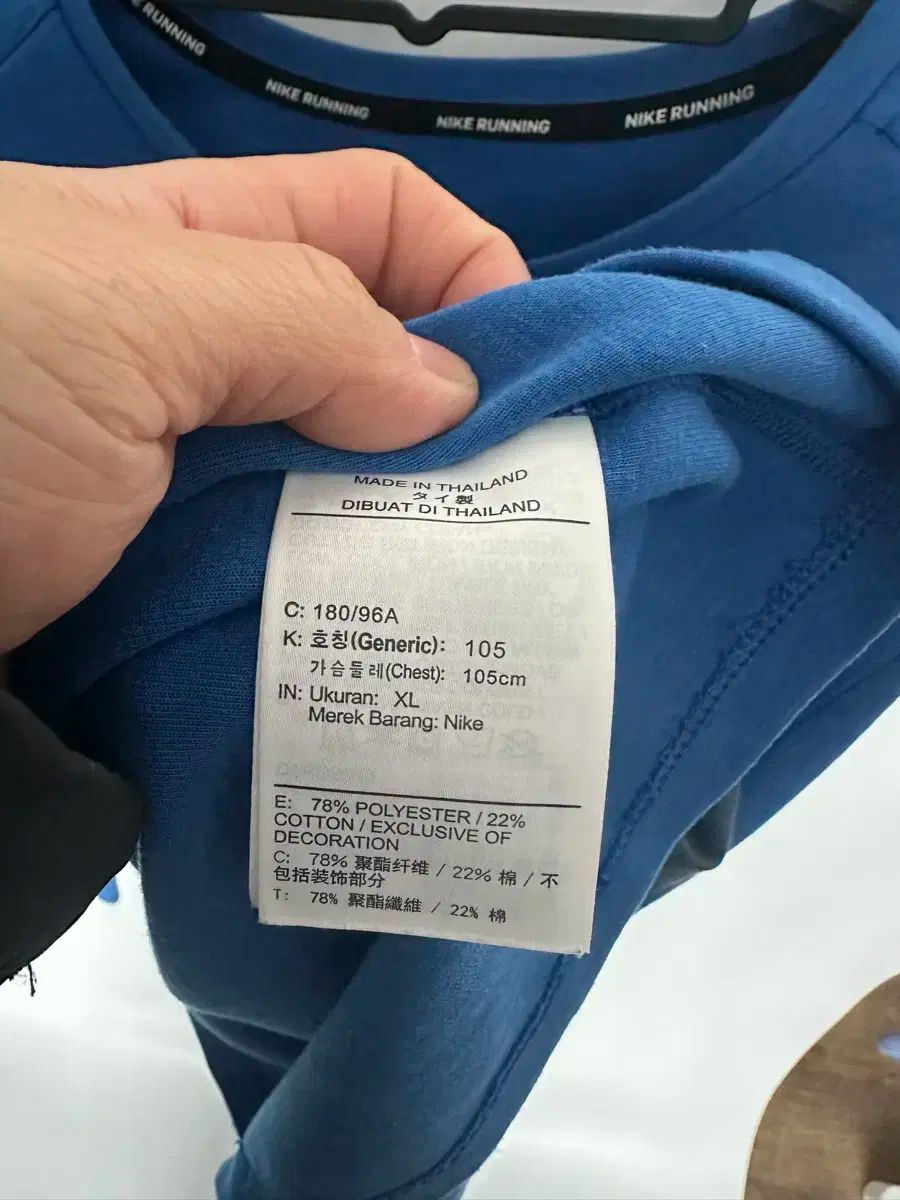 RUNNING
NIKE RUNNING
NIKE RUNNING
NIKE RUNNING
MADE IN THAILAND
タイ製
DIBUAT DI THAILAND
C: 180/96A
K: 호칭(Generic): 105
가슴둘레(Chest): 105cm
IN: Ukuran: XL
Merek Barang: Nike
E: 78% POLYESTER / 22%
COTTON / EXCLUSIVE OF
DECORATION
C: 78% 聚酯纤维 / 22% 棉 / 不
包括装饰部分
T: 78% 聚酯纖維 / 22% 棉